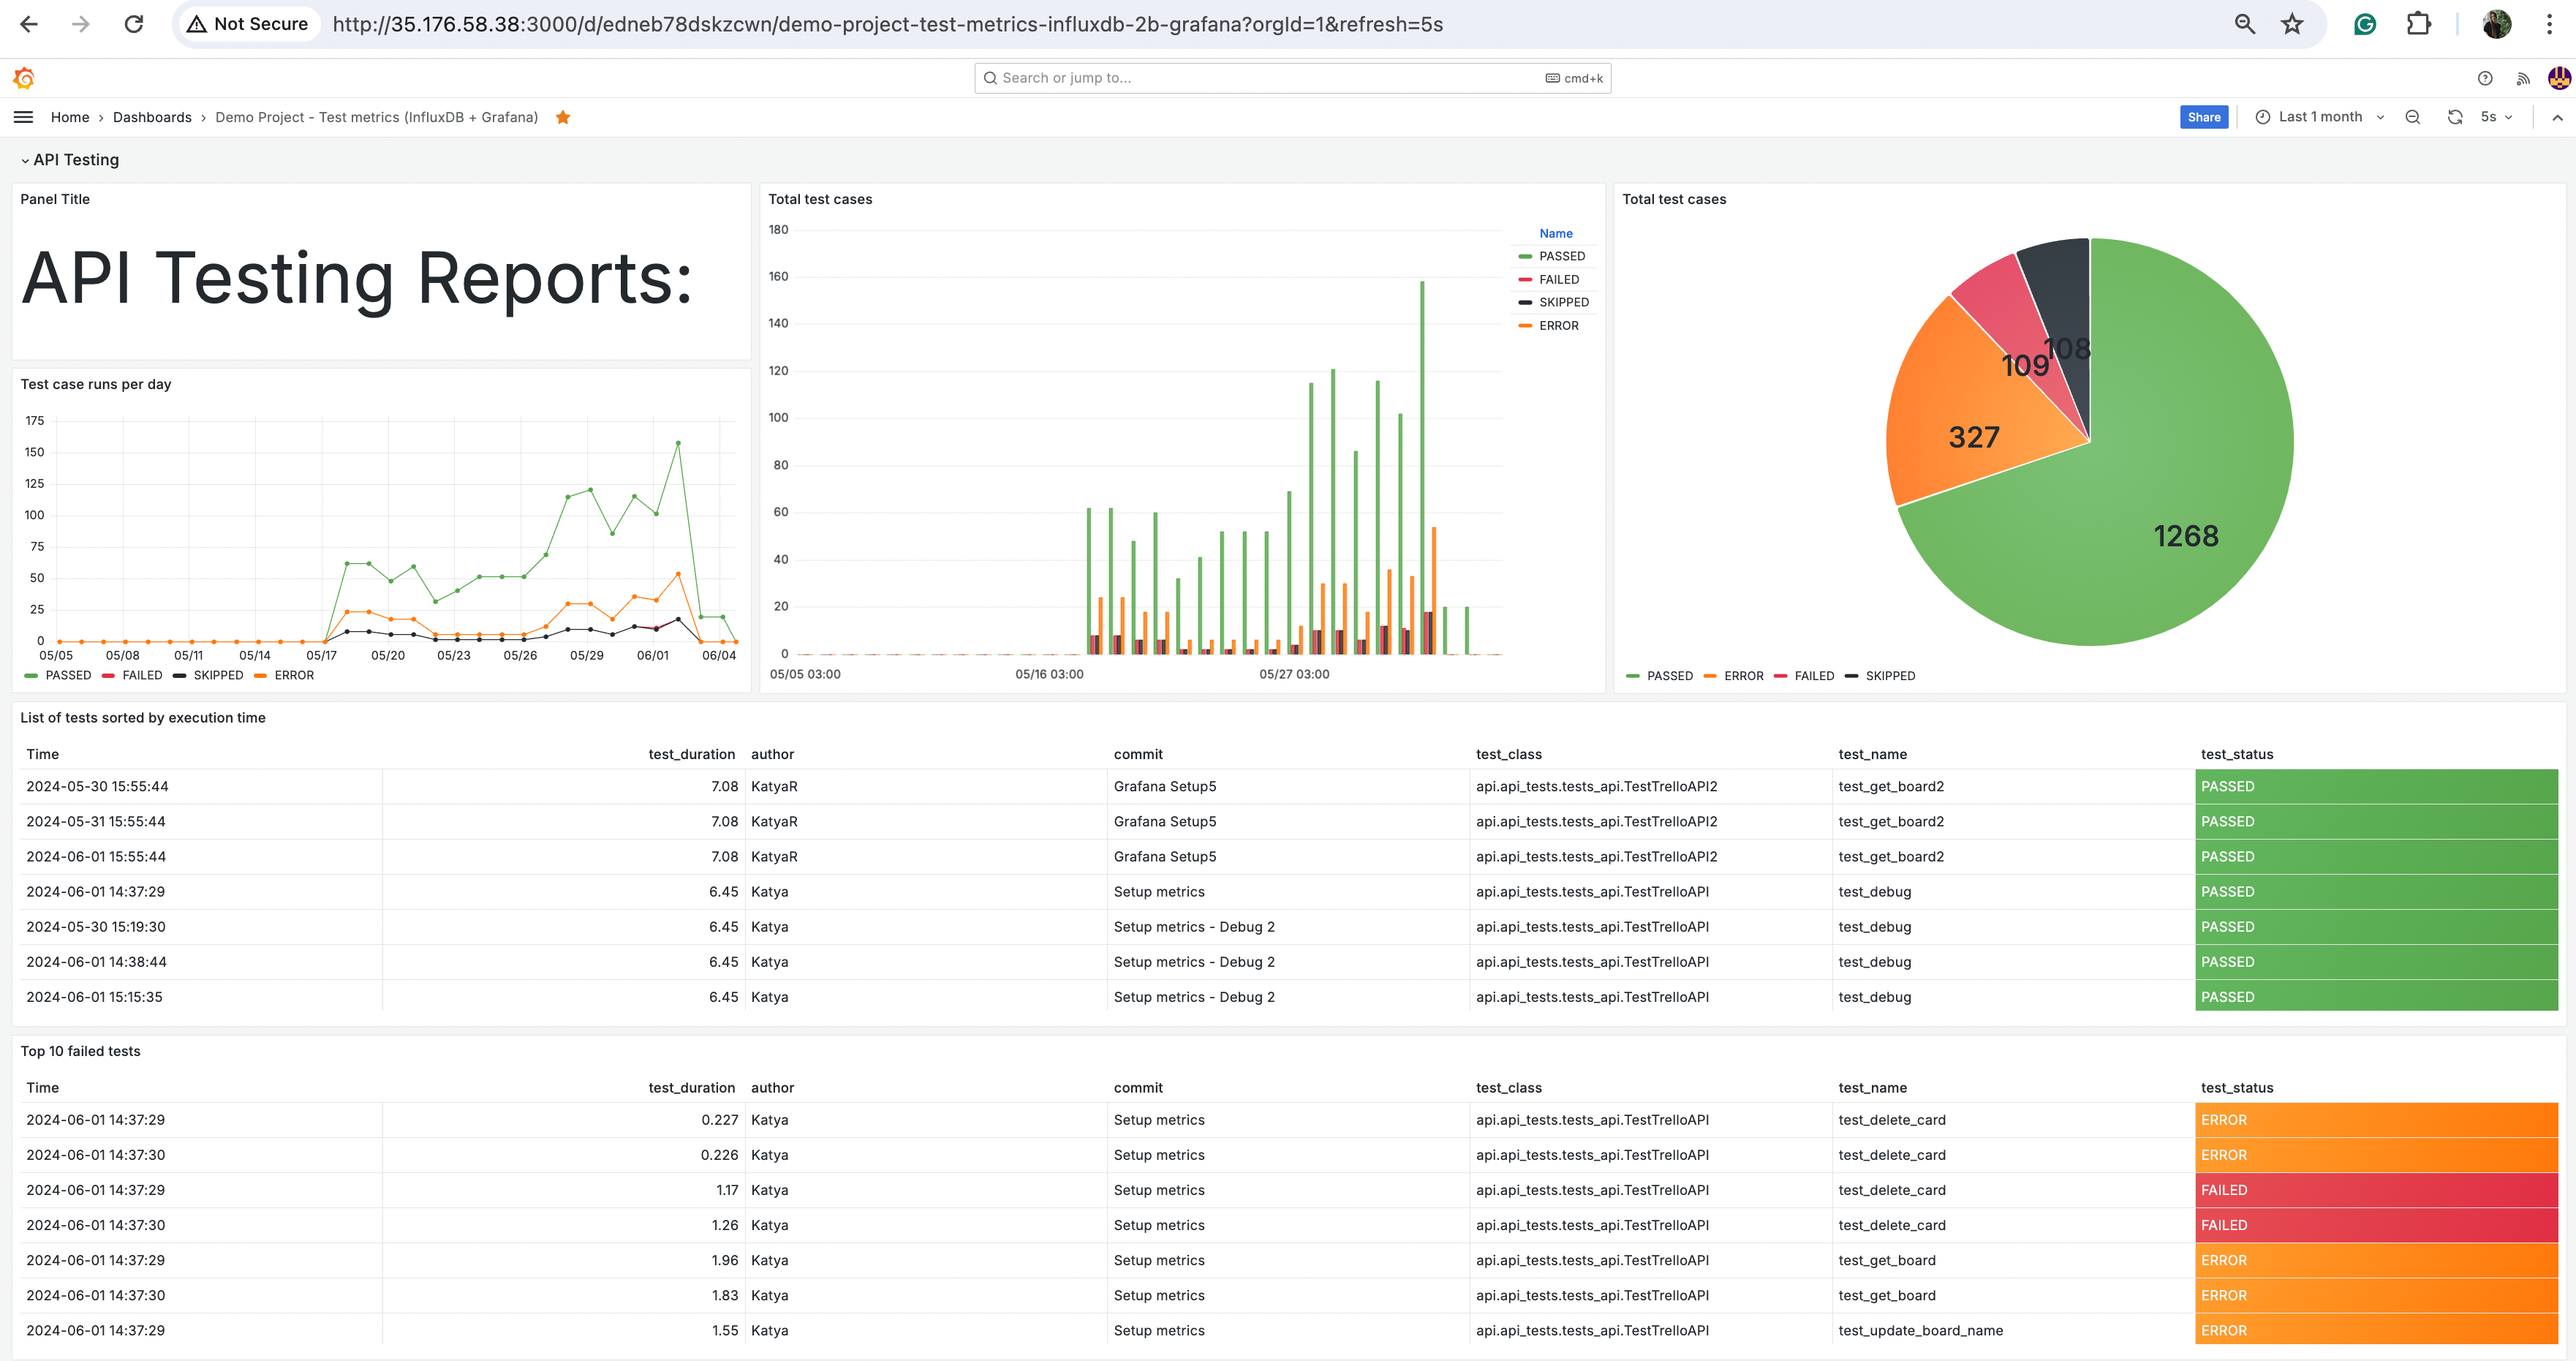 Not Secure http://35.176.58.38:3000/d/edneb78dskzcwn/demo-project-test-metrics-influxdb-2b-grafana?orgId=1&refresh=5s
Search or jump to... cmd+k
Home › Dashboards › Demo Project - Test metrics (InfluxDB + Grafana) Share Last 1 month 5s
API Testing
Panel Title
API Testing Reports:
Test case runs per day
175
150
125
100
75
50
25
0
05/05 05/08 05/11 05/14 05/17 05/20 05/23 05/26 05/29 06/01 06/04
PASSED FAILED SKIPPED ERROR
Total test cases
180
160
140
120
100
80
60
40
20
0
05/05 03:00 05/16 03:00 05/27 03:00
Name
PASSED
FAILED
SKIPPED
ERROR
Total test cases
108
109
327
1268
PASSED ERROR FAILED SKIPPED
List of tests sorted by execution time
Time test_duration author commit test_class test_name test_status
2024-05-30 15:55:44 7.08 KatyaR Grafana Setup5 api.api_tests.tests_api.TestTrelloAPI2 test_get_board2 PASSED
2024-05-31 15:55:44 7.08 KatyaR Grafana Setup5 api.api_tests.tests_api.TestTrelloAPI2 test_get_board2 PASSED
2024-06-01 15:55:44 7.08 KatyaR Grafana Setup5 api.api_tests.tests_api.TestTrelloAPI2 test_get_board2 PASSED
2024-06-01 14:37:29 6.45 Katya Setup metrics api.api_tests.tests_api.TestTrelloAPI test_debug PASSED
2024-05-30 15:19:30 6.45 Katya Setup metrics - Debug 2 api.api_tests.tests_api.TestTrelloAPI test_debug PASSED
2024-06-01 14:38:44 6.45 Katya Setup metrics - Debug 2 api.api_tests.tests_api.TestTrelloAPI test_debug PASSED
2024-06-01 15:15:35 6.45 Katya Setup metrics - Debug 2 api.api_tests.tests_api.TestTrelloAPI test_debug PASSED
Top 10 failed tests
Time test_duration author commit test_class test_name test_status
2024-06-01 14:37:29 0.227 Katya Setup metrics api.api_tests.tests_api.TestTrelloAPI test_delete_card ERROR
2024-06-01 14:37:30 0.226 Katya Setup metrics api.api_tests.tests_api.TestTrelloAPI test_delete_card ERROR
2024-06-01 14:37:29 1.17 Katya Setup metrics api.api_tests.tests_api.TestTrelloAPI test_delete_card FAILED
2024-06-01 14:37:30 1.26 Katya Setup metrics api.api_tests.tests_api.TestTrelloAPI test_delete_card FAILED
2024-06-01 14:37:29 1.96 Katya Setup metrics api.api_tests.tests_api.TestTrelloAPI test_get_board ERROR
2024-06-01 14:37:30 1.83 Katya Setup metrics api.api_tests.tests_api.TestTrelloAPI test_get_board ERROR
2024-06-01 14:37:29 1.55 Katya Setup metrics api.api_tests.tests_api.TestTrelloAPI test_update_board_name ERROR